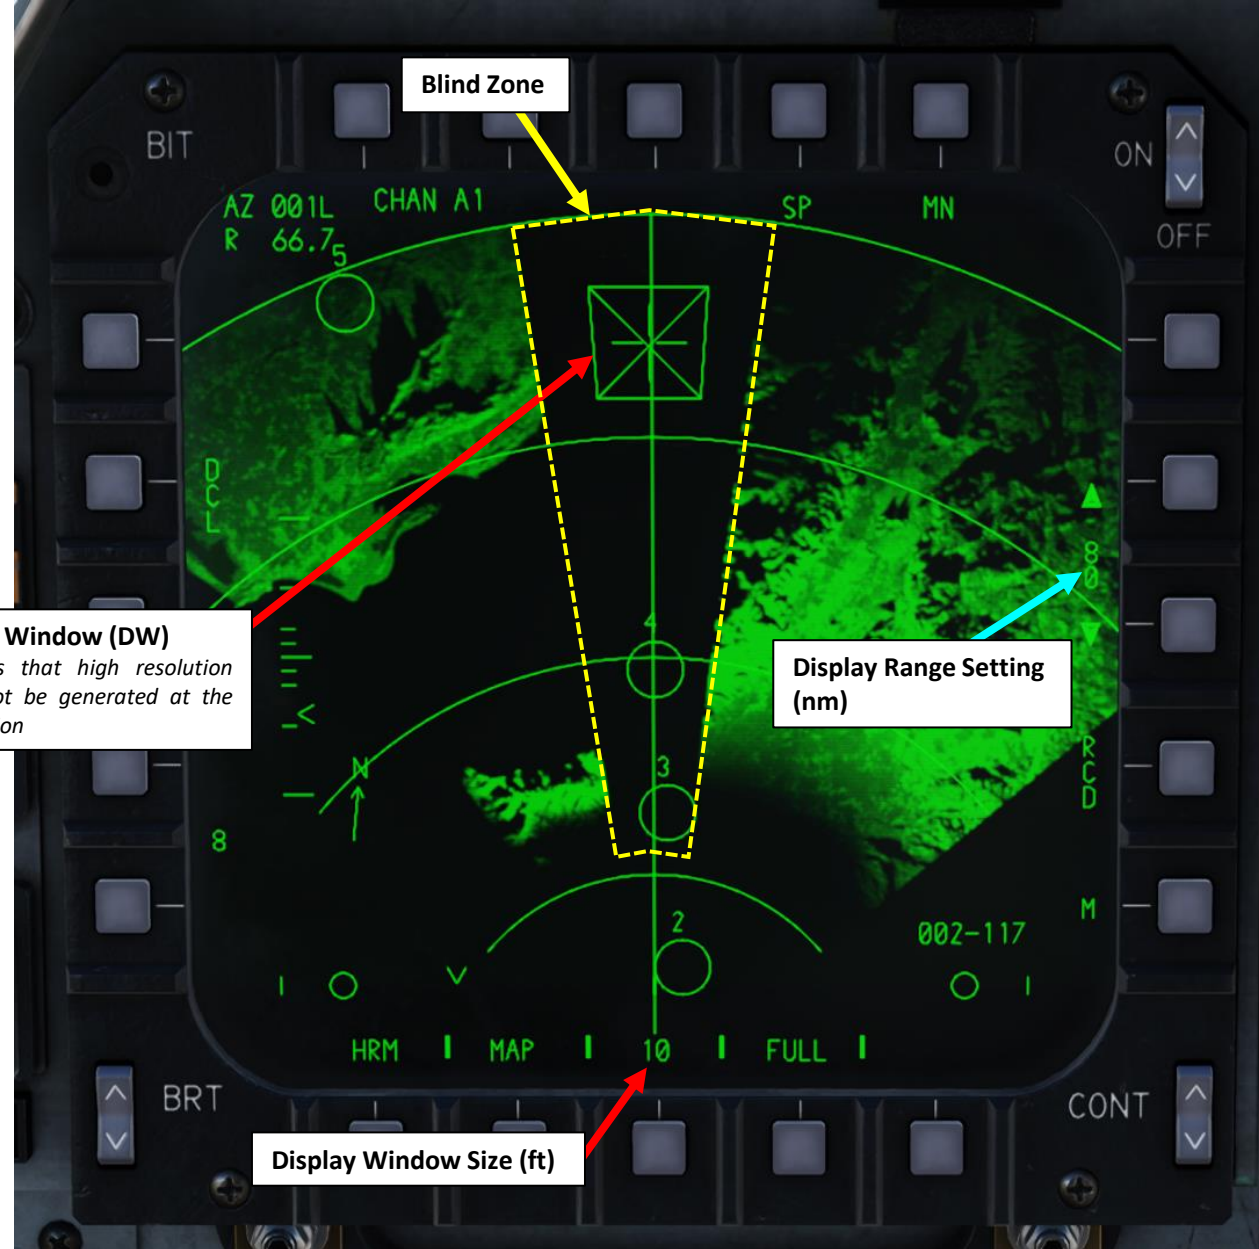 Blind Zone
BIT
ON
OFF
AZ 001L
R 66.7
CHAN A1
SP
MN
5
DCL
80
4
Window (DW)
s that high resolution
ot be generated at the
on
Display Range Setting
(nm)
N
3
RCD
8
M
2
002-117
HRM
MAP
10
FULL
BRT
CONT
Display Window Size (ft)